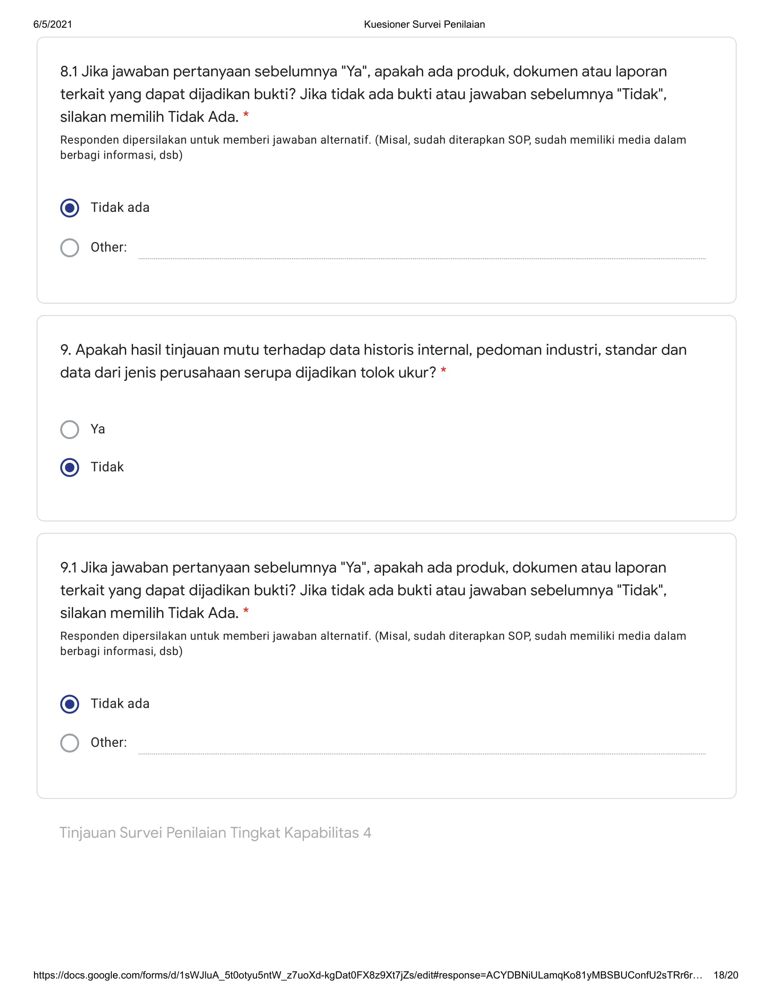 6/5/2021 Kuesioner Survei Penilaian
8.1 Jika jawaban pertanyaan sebelumnya "Ya", apakah ada produk, dokumen atau laporan
terkait yang dapat dijadikan bukti? Jika tidak ada bukti atau jawaban sebelumnya "Tidak",
silakan memilih Tidak Ada. *
Responden dipersilakan untuk memberi jawaban alternatif. (Misal, sudah diterapkan SOP, sudah memiliki media dalam
berbagi informasi, dsb)
Tidak ada
Other:
9. Apakah hasil tinjauan mutu terhadap data historis internal, pedoman industri, standar dan
data dari jenis perusahaan serupa dijadikan tolok ukur? *
Ya
Tidak
9.1 Jika jawaban pertanyaan sebelumnya "Ya", apakah ada produk, dokumen atau laporan
terkait yang dapat dijadikan bukti? Jika tidak ada bukti atau jawaban sebelumnya "Tidak",
silakan memilih Tidak Ada. *
Responden dipersilakan untuk memberi jawaban alternatif. (Misal, sudah diterapkan SOP, sudah memiliki media dalam
berbagi informasi, dsb)
Tidak ada
Other:
Tinjauan Survei Penilaian Tingkat Kapabilitas 4
https://docs.google.com/forms/d/1sWJIuA_5t0otyu5ntW_z7uoXd-kgDat0FX8z9Xt7jZs/edit#response=ACYDBNiULamqKo81yMBSBUConfU2sTRr6r… 18/20